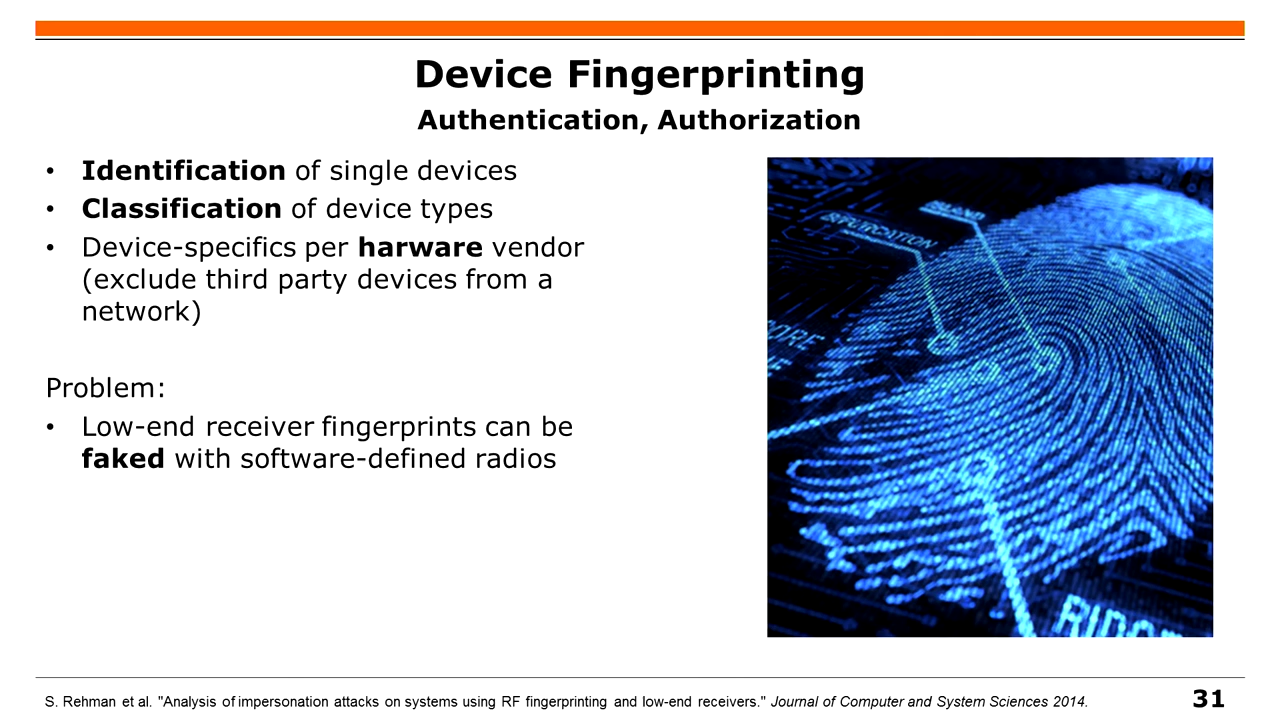 Device Fingerprinting
Authentication, Authorization
• Identification of single devices
• Classification of device types
• Device-specifics per harware vendor
(exclude third party devices from a
network)
BIFURCATION
Problem:
• Low-end receiver fingerprints can be
faked with software-defined radios
S. Rehman et al. "Analysis of impersonation attacks on systems using RF fingerprinting and low-end receivers." Journal of Computer and System Sciences 2014.
31